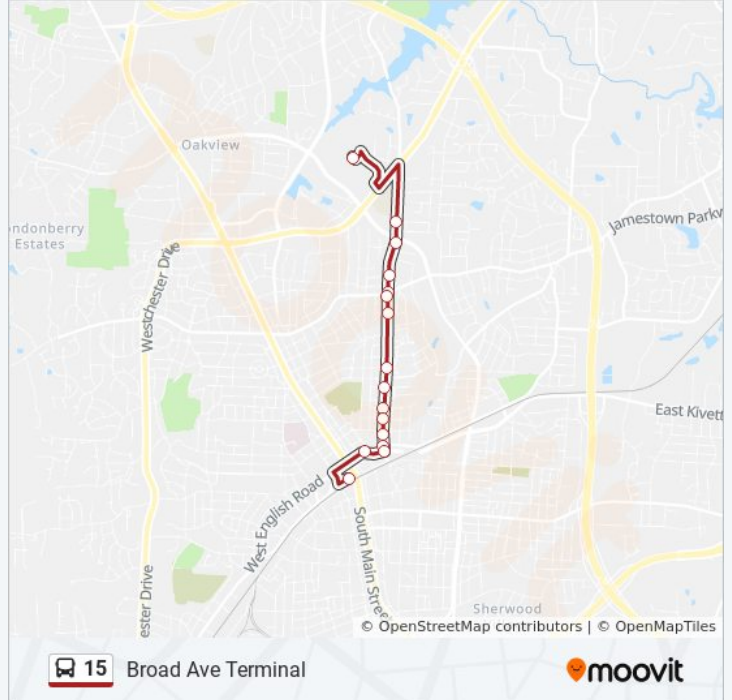 Oakview
ondonberry
Estates
Jamestown Parkw
Westchester Drive
East Kivett
West English Road
South Main Stree
ester Drive
Sherwood
© OpenStreetMap contributors | © OpenMapTiles
15 Broad Ave Terminal
moovit